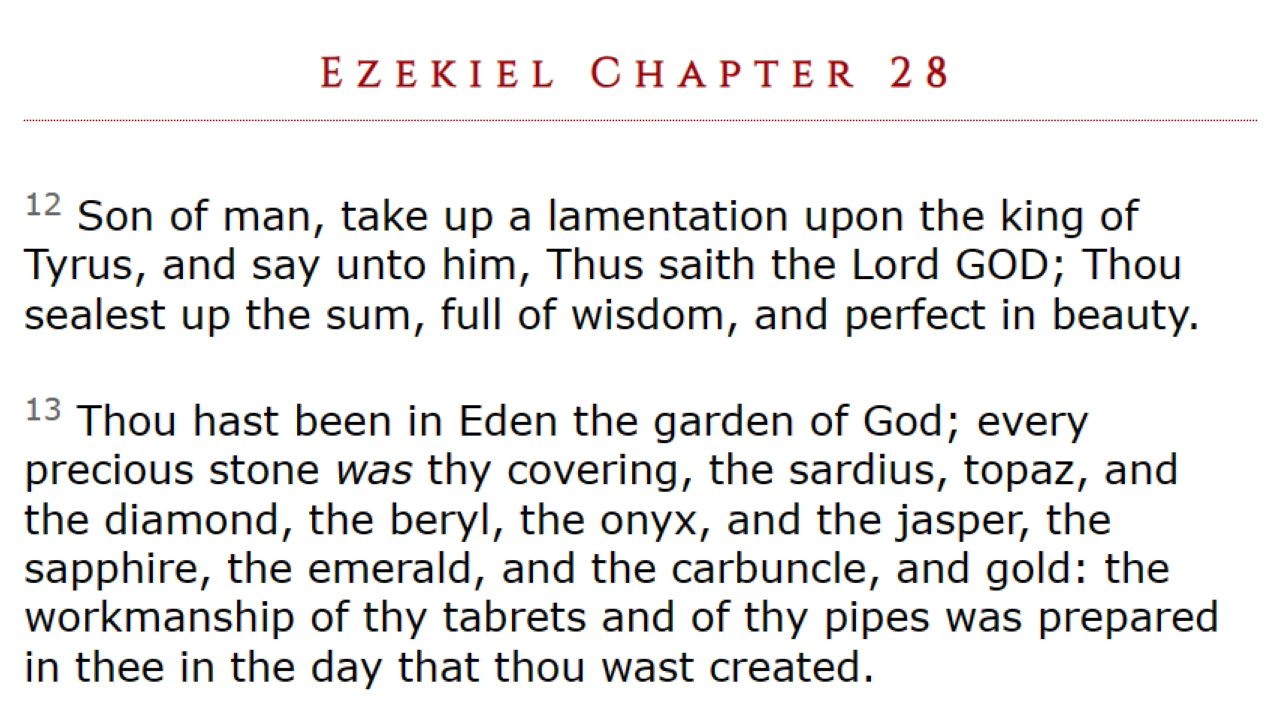 EZEKIEL CHAPTER 28
12 Son of man, take up a lamentation upon the king of
Tyrus, and say unto him, Thus saith the Lord GOD; Thou
sealest up the sum, full of wisdom, and perfect in beauty.
13 Thou hast been in Eden the garden of God; every
precious stone was thy covering, the sardius, topaz, and
the diamond, the beryl, the onyx, and the jasper, the
sapphire, the emerald, and the carbuncle, and gold: the
workmanship of thy tabrets and of thy pipes was prepared
in thee in the day that thou wast created.